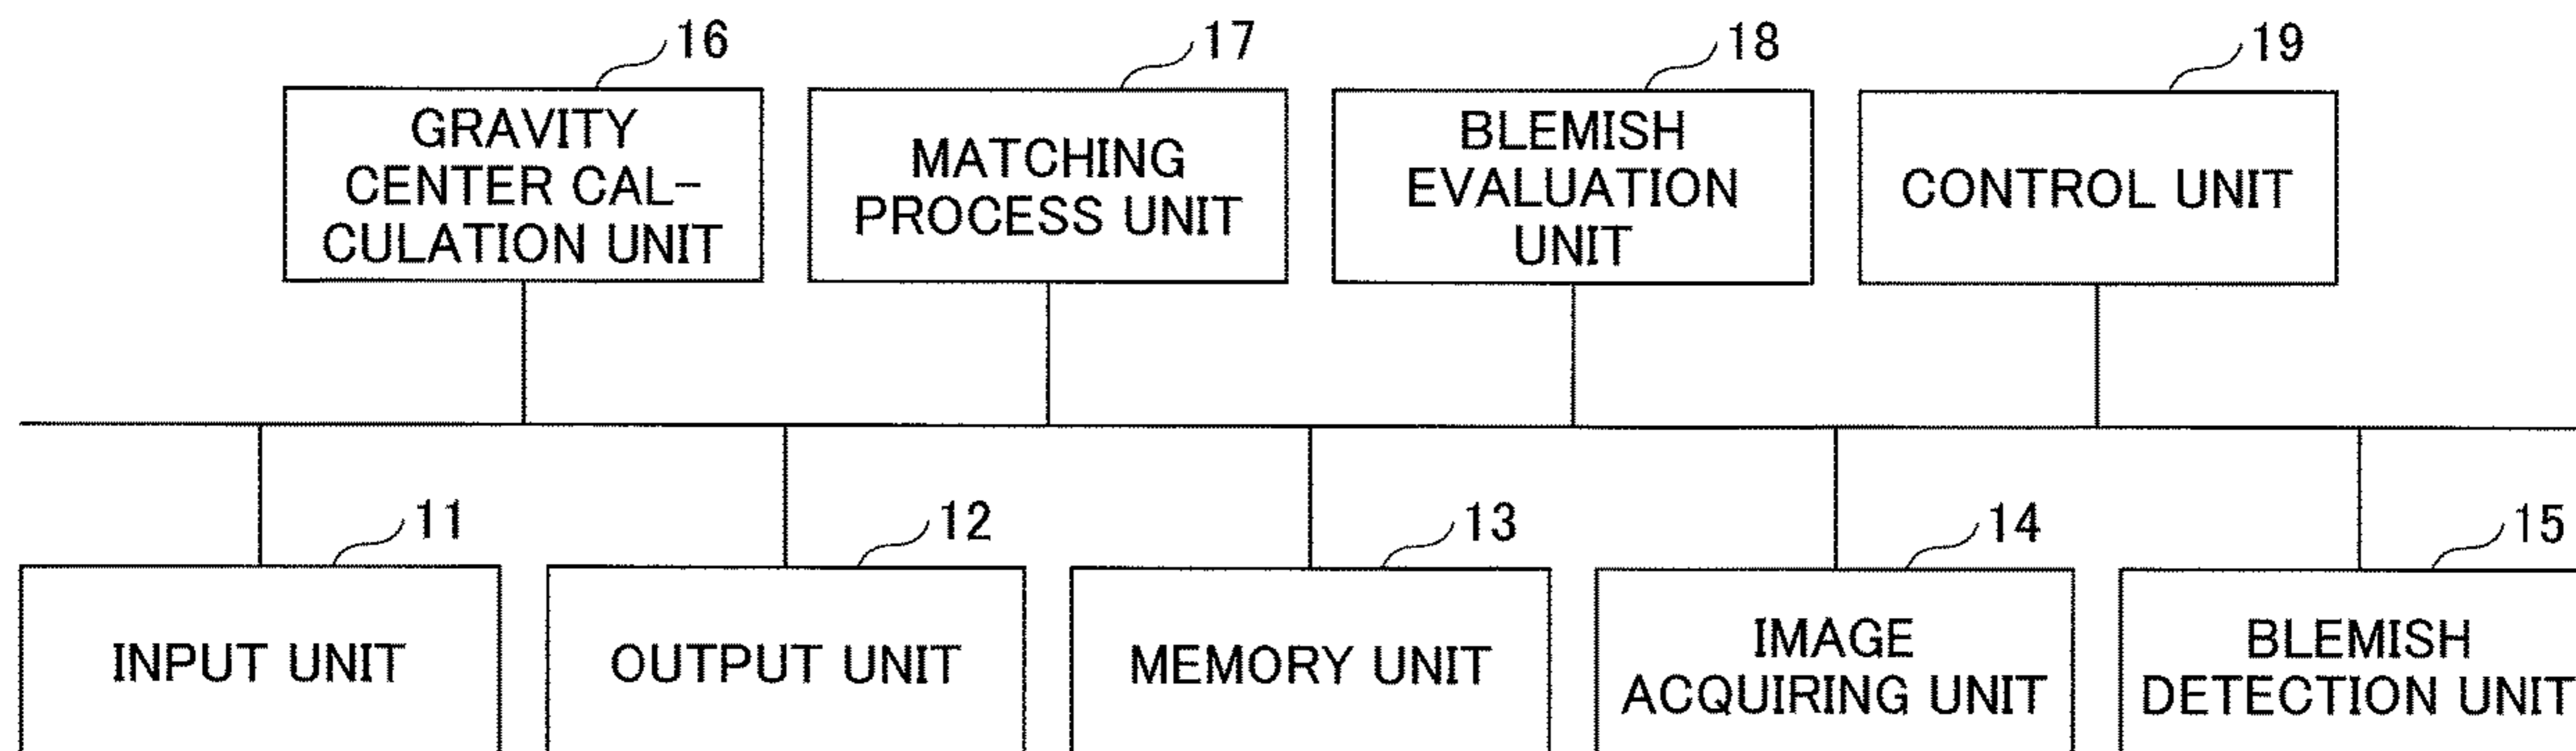 16
17
18
19
GRAVITY
CENTER CAL-
CULATION UNIT
MATCHING
PROCESS UNIT
BLEMISH
EVALUATION
UNIT
CONTROL UNIT
11
12
13
14
15
INPUT UNIT
OUTPUT UNIT
MEMORY UNIT
IMAGE
ACQUIRING UNIT
BLEMISH
DETECTION UNIT